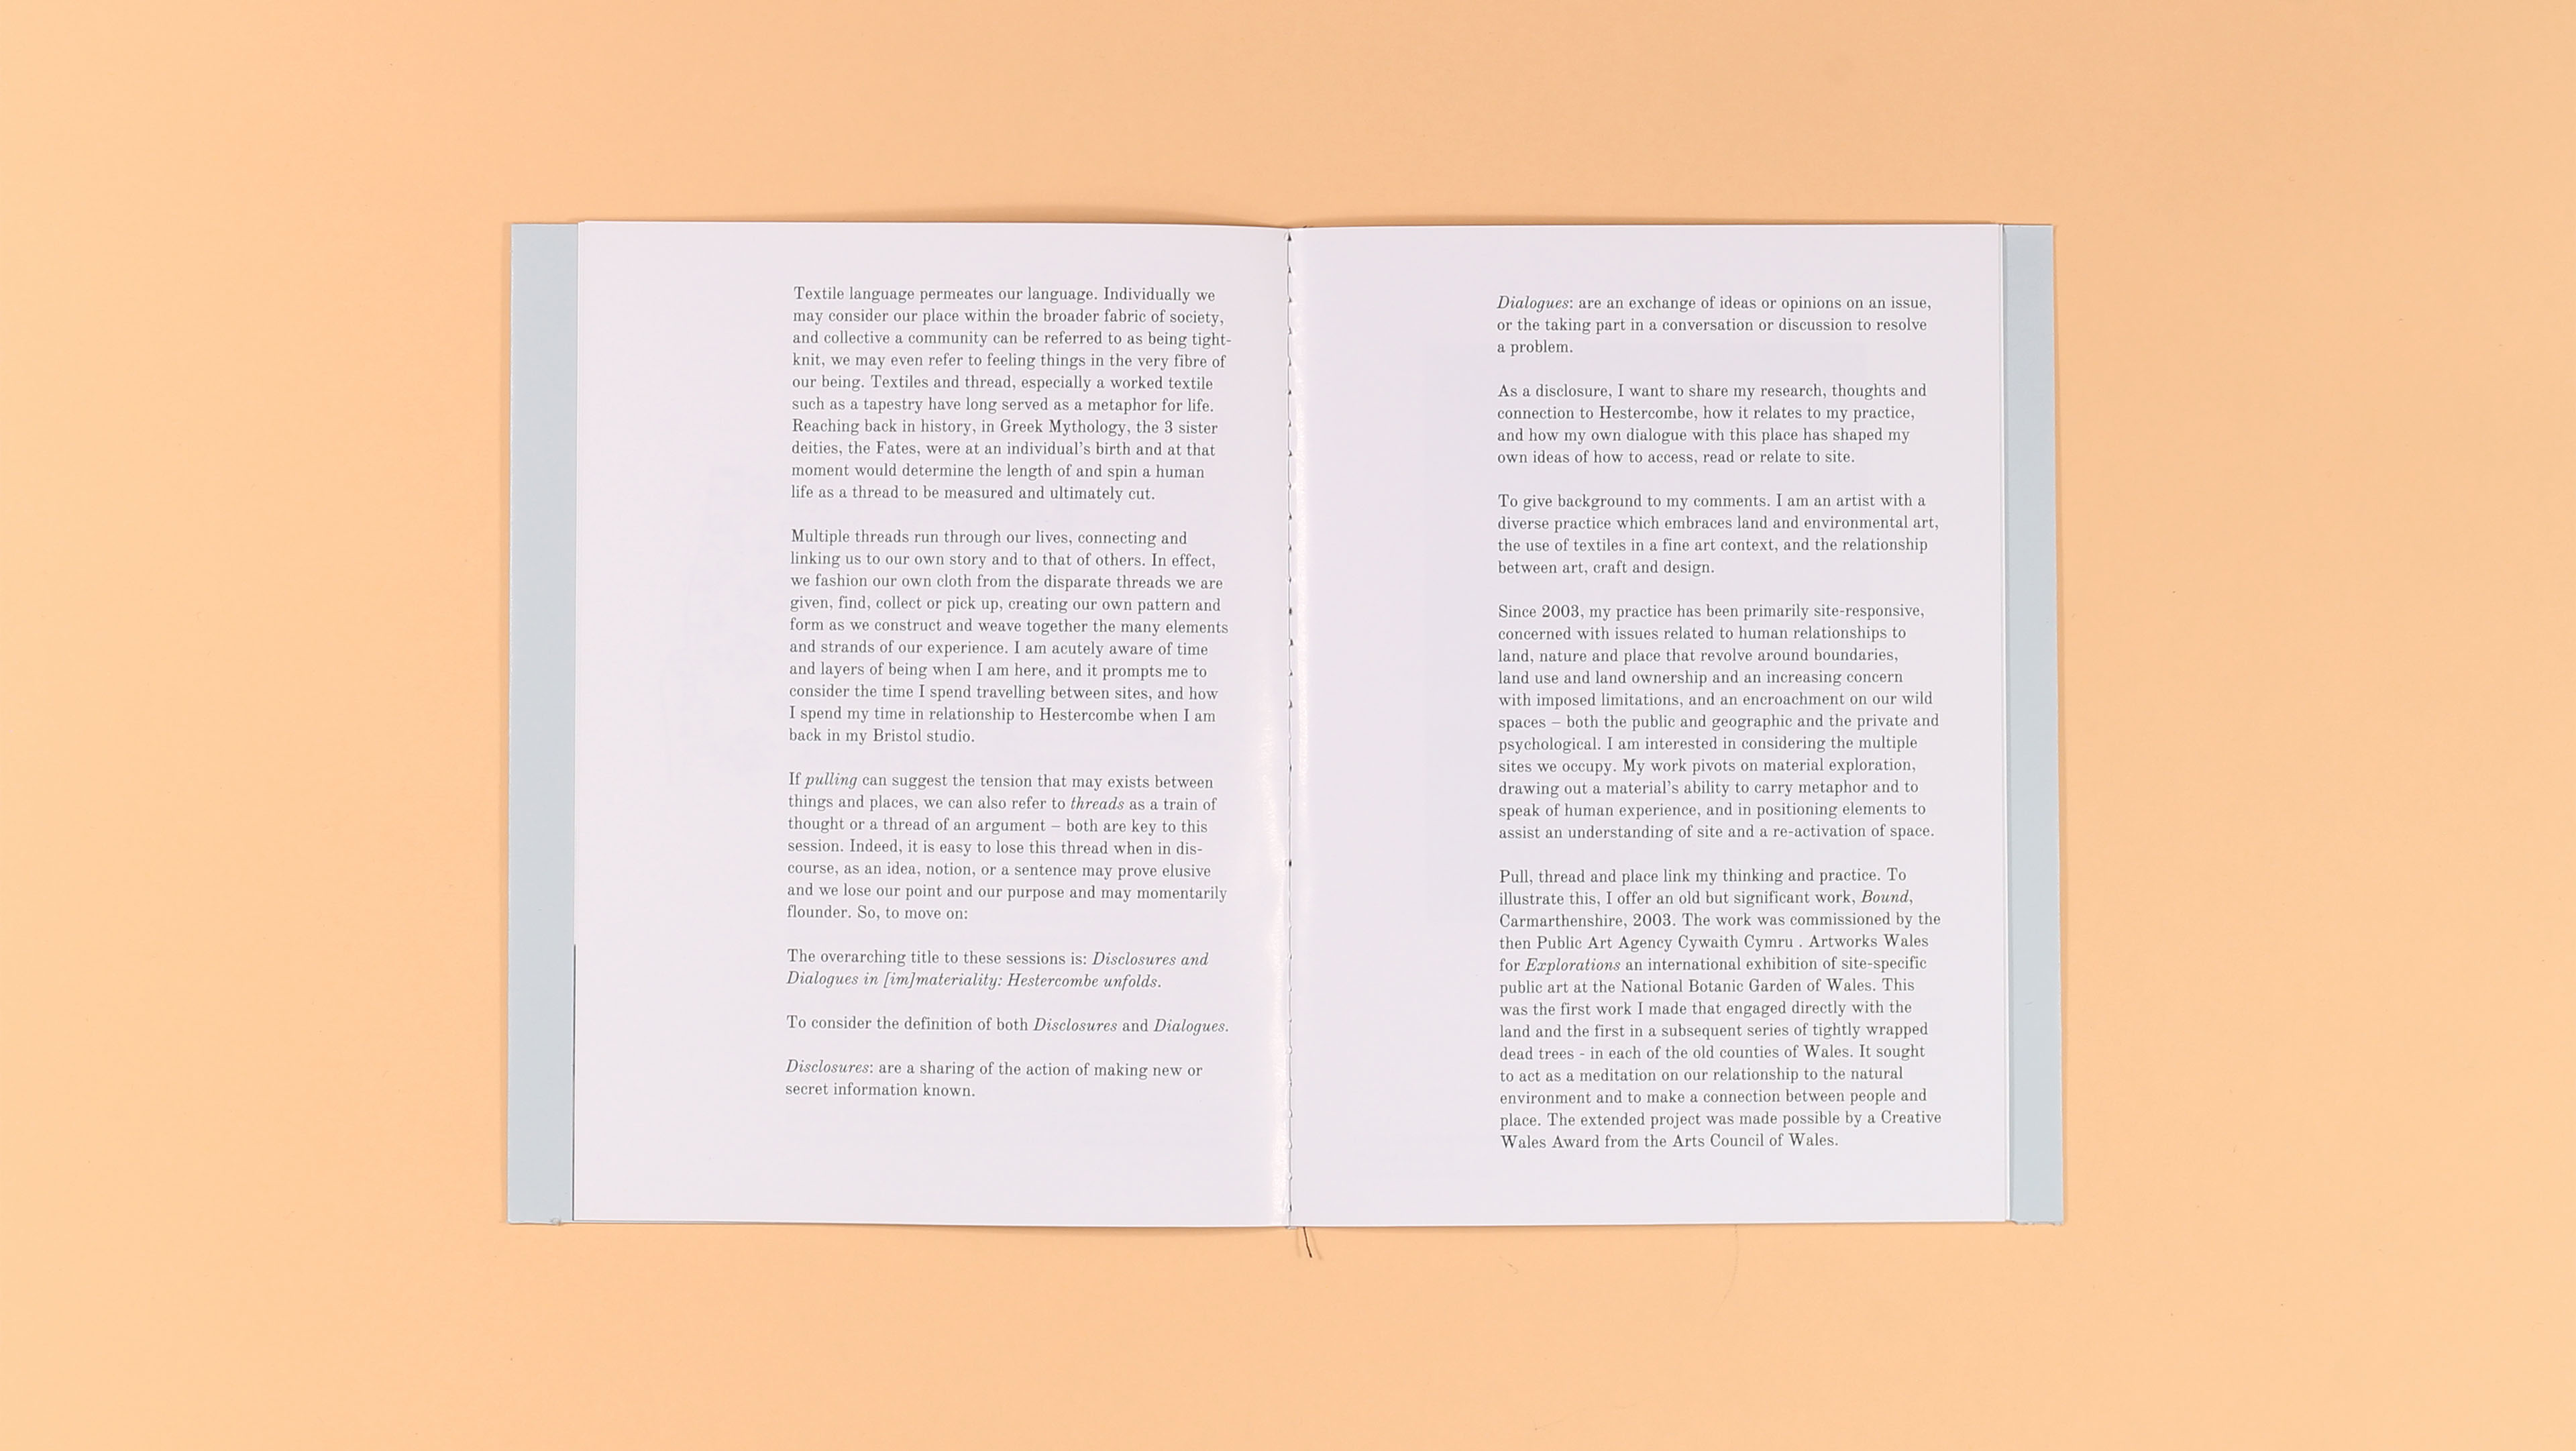 Textile language permeates our language. Individually we
may consider our place within the broader fabric of society,
and collective a community can be referred to as being tight-
knit, we may even refer to feeling things in the very fibre of
our being. Textiles and thread, especially a worked textile
such as a tapestry have long served as a metaphor for life.
Reaching back in history, in Greek Mythology, the 3 sister
deities, the Fates, were at an individual's birth and at that
moment would determine the length of and spin a human
life as a thread to be measured and ultimately cut.
Multiple threads run through our lives, connecting and
linking us to our own story and to that of others. In effect,
we fashion our own cloth from the disparate threads we are
given, find, collect or pick up, creating our own pattern and
form as we construct and weave together the many elements
and strands of our experience. I am acutely aware of time
and layers of being when I am here, and it prompts me to
consider the time I spend travelling between sites, and how
I spend my time in relationship to Hestercombe when I am
back in my Bristol studio.
If pulling can suggest the tension that may exists between
things and places, we can also refer to threads as a train of
thought or a thread of an argument – both are key to this
session. Indeed, it is easy to lose this thread when in dis-
course, as an idea, notion, or a sentence may prove elusive
and we lose our point and our purpose and may momentarily
flounder. So, to move on:
The overarching title to these sessions is: Disclosures and
Dialogues in [im]materiality: Hestercombe unfolds.
To consider the definition of both Disclosures and Dialogues.
Disclosures: are a sharing of the action of making new or
secret information known.
Dialogues: are an exchange of ideas or opinions on an issue,
or the taking part in a conversation or discussion to resolve
a problem.
As a disclosure, I want to share my research, thoughts and
connection to Hestercombe, how it relates to my practice,
and how my own dialogue with this place has shaped my
own ideas of how to access, read or relate to site.
To give background to my comments. I am an artist with a
diverse practice which embraces land and environmental art,
the use of textiles in a fine art context, and the relationship
between art, craft and design.
Since 2003, my practice has been primarily site-responsive,
concerned with issues related to human relationships to
land, nature and place that revolve around boundaries,
land use and land ownership and an increasing concern
with imposed limitations, and an encroachment on our wild
spaces – both the public and geographic and the private and
psychological. I am interested in considering the multiple
sites we occupy. My work pivots on material exploration,
drawing out a material's ability to carry metaphor and to
speak of human experience, and in positioning elements to
assist an understanding of site and a re-activation of space.
Pull, thread and place link my thinking and practice. To
illustrate this, I offer an old but significant work, Bound,
Carmarthenshire, 2003. The work was commissioned by the
then Public Art Agency Cywaith Cymru . Artworks Wales
for Explorations an international exhibition of site-specific
public art at the National Botanic Garden of Wales. This
was the first work I made that engaged directly with the
land and the first in a subsequent series of tightly wrapped
dead trees - in each of the old counties of Wales. It sought
to act as a meditation on our relationship to the natural
environment and to make a connection between people and
place. The extended project was made possible by a Creative
Wales Award from the Arts Council of Wales.